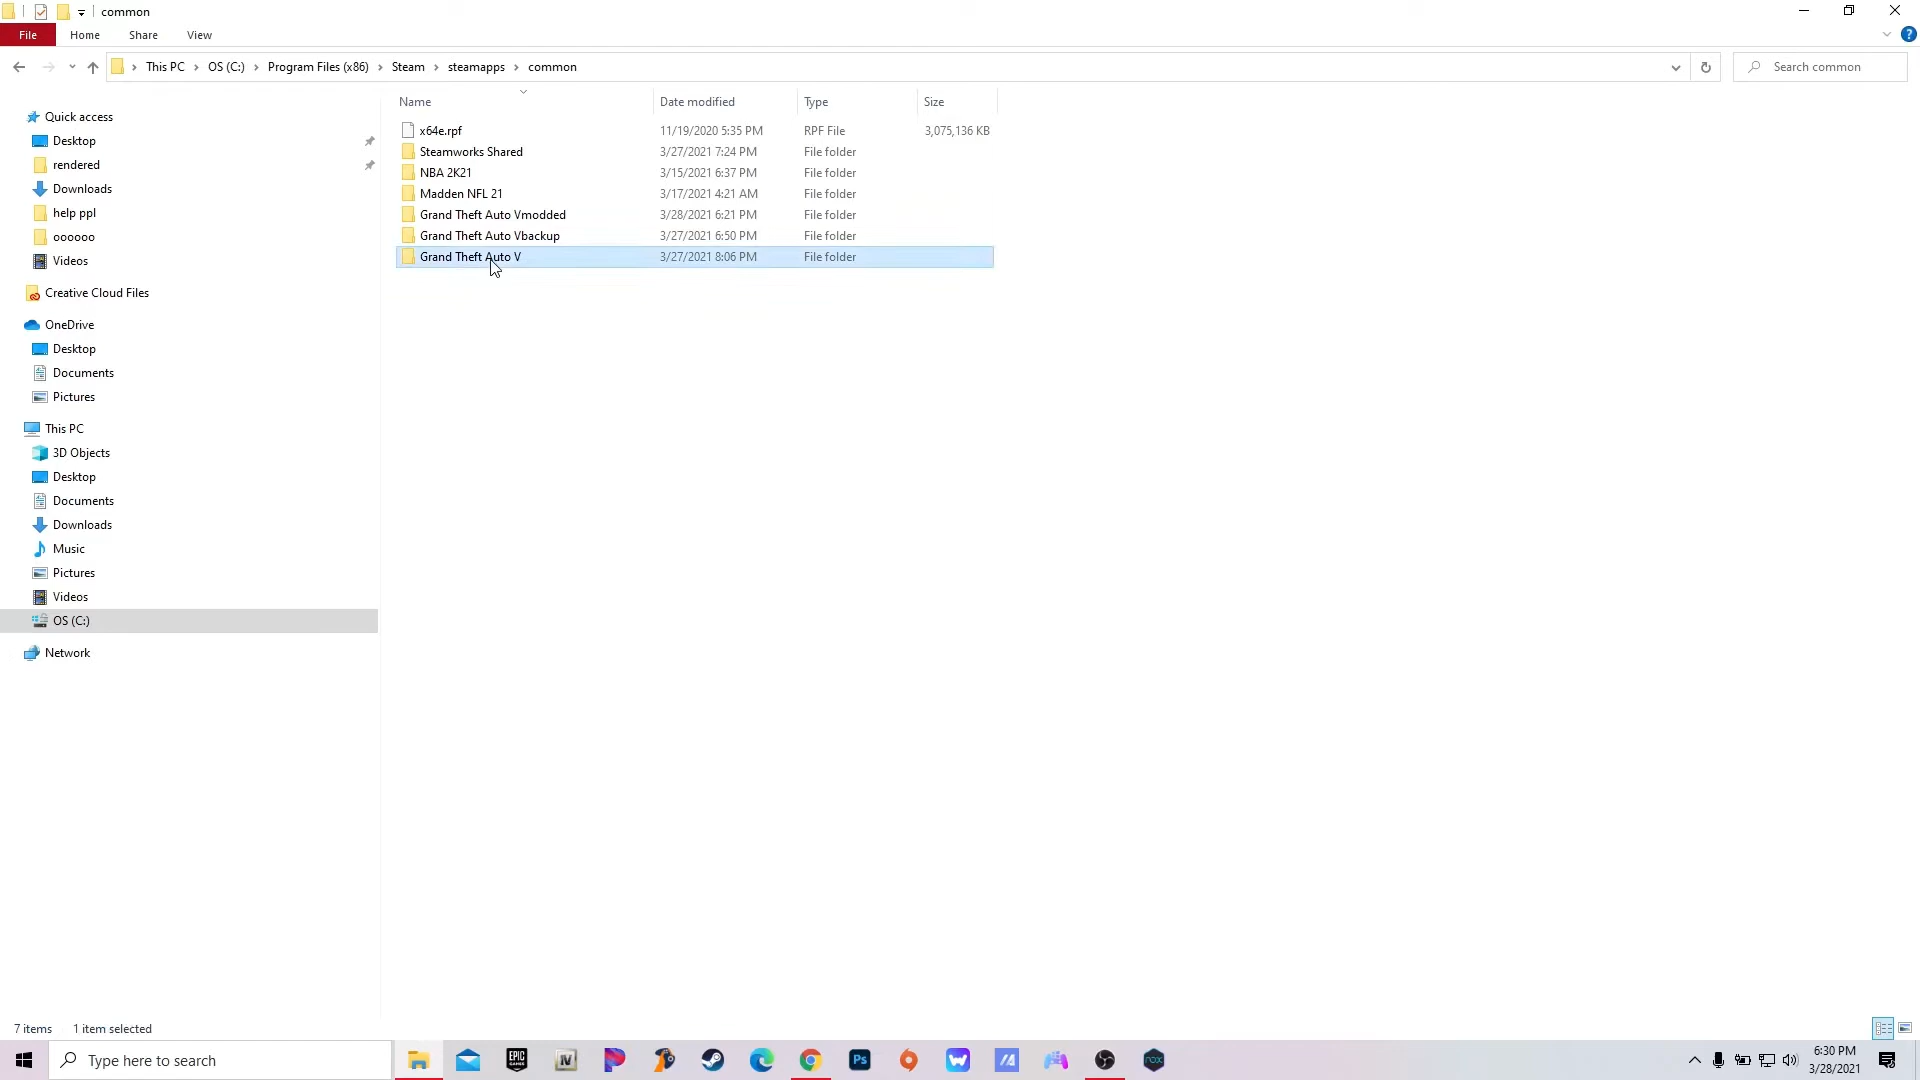 common
File Home Share View
This PC OS (C:) Program Files (x86) Steam steamapps common
Search common
Name Date modified Type Size
x64e.rpf 11/19/2020 5:35 PM RPF File 3,075,136 KB
Steamworks Shared 3/27/2021 7:24 PM File folder
NBA 2K21 3/15/2021 6:37 PM File folder
Madden NFL 21 3/17/2021 4:21 AM File folder
Grand Theft Auto Vmodded 3/28/2021 6:21 PM File folder
Grand Theft Auto Vbackup 3/27/2021 6:50 PM File folder
Grand Theft Auto V 3/27/2021 8:06 PM File folder
Quick access
Desktop
rendered
Downloads
help ppl
oooooo
Videos
Creative Cloud Files
OneDrive
Desktop
Documents
Pictures
This PC
3D Objects
Desktop
Documents
Downloads
Music
Pictures
Videos
OS (C:)
Network
7 items 1 item selected
Type here to search
EPIC GAMES
IV
Ps
nox
6:30 PM
3/28/2021